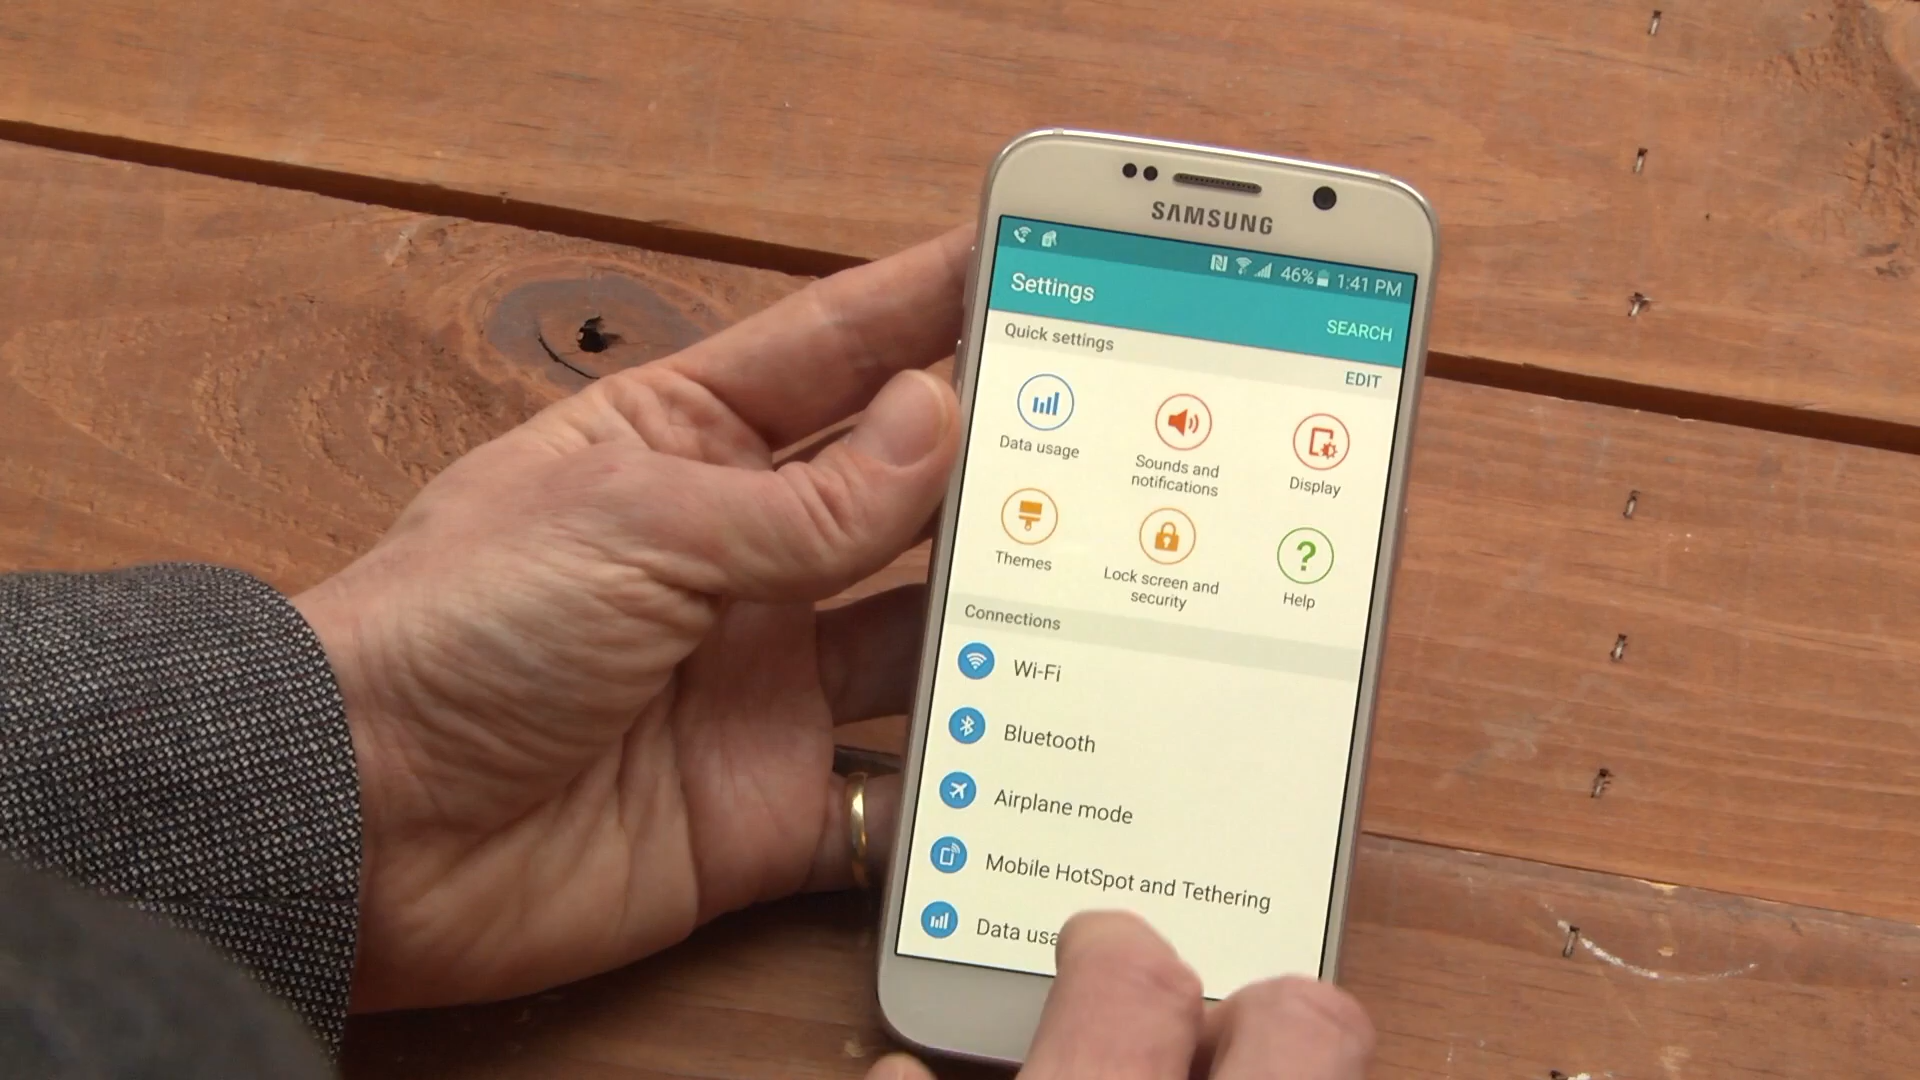 SAMSUNG
46% 1:41 PM
Settings
SEARCH
Quick settings
EDIT
Data usage
Sounds and
notifications
Display
Themes
Lock screen and
security
?
Help
Connections
Wi-Fi
Bluetooth
Airplane mode
Mobile HotSpot and Tethering
Data usa